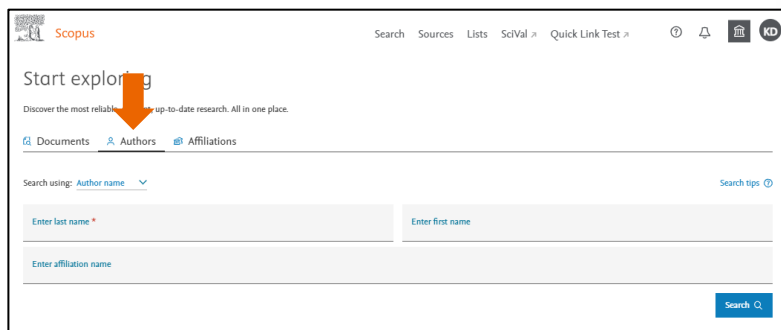 Scopus
Search Sources Lists SciVal Quick Link Test KD
Start exploring
Discover the most reliable, up-to-date research. All in one place.
Documents Authors Affiliations
Search using: Author name Search tips
Enter last name * Enter first name
Enter affiliation name
Search